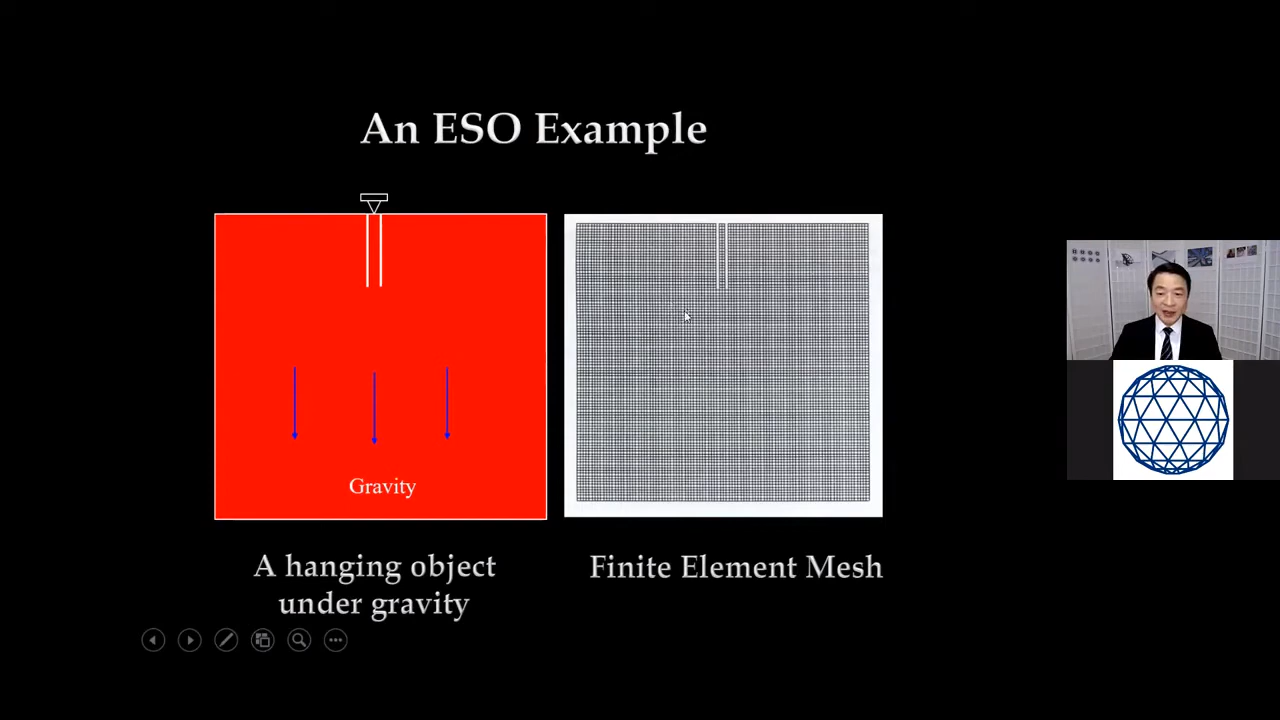 An ESO Example
Gravity
A hanging object
under gravity
Finite Element Mesh